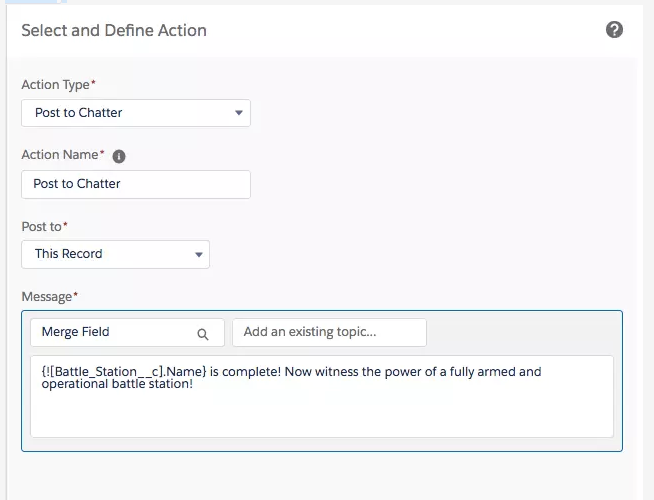 Select and Define Action
?
Action Type*
Post to Chatter
Action Name* i
Post to Chatter
Post to*
This Record
Message*
Merge Field
Add an existing topic...
{![Battle_Station__c].Name} is complete! Now witness the power of a fully armed and
operational battle station!